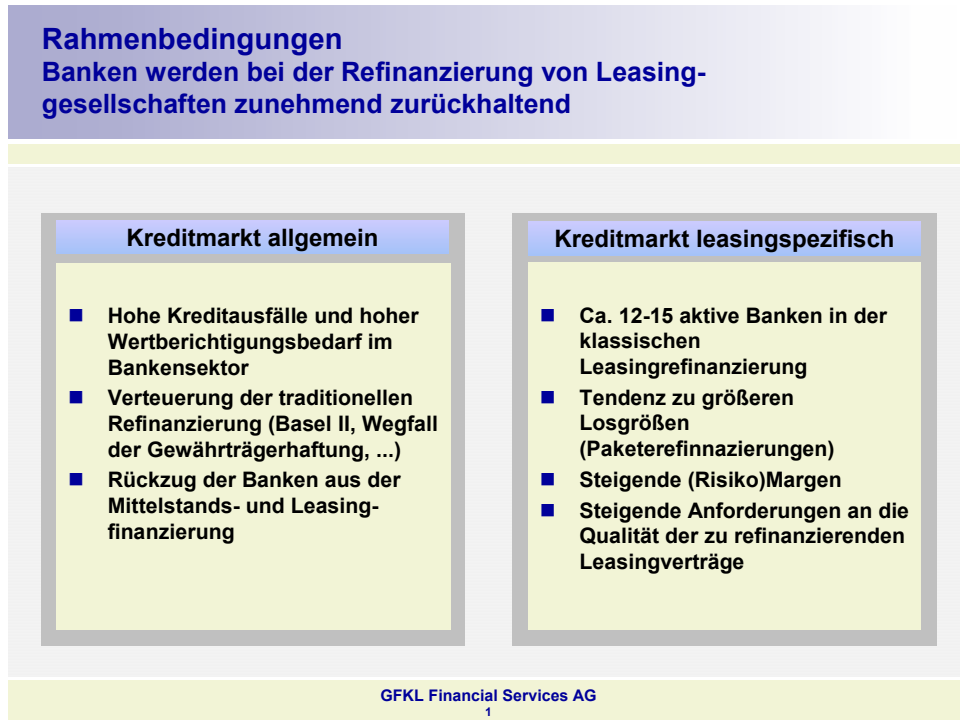 Rahmenbedingungen
Banken werden bei der Refinanzierung von Leasing-
gesellschaften zunehmend zurückhaltend
Kreditmarkt allgemein
Hohe Kreditausfälle und hoher
Wertberichtigungsbedarf im
Bankensektor
Verteuerung der traditionellen
Refinanzierung (Basel II, Wegfall
der Gewährträgerhaftung, ...)
Rückzug der Banken aus der
Mittelstands- und Leasing-
finanzierung
Kreditmarkt leasingspezifisch
Ca. 12-15 aktive Banken in der
klassischen
Leasingrefinanzierung
Tendenz zu größeren
Losgrößen
(Paketerefinnazierungen)
Steigende (Risiko)Margen
Steigende Anforderungen an die
Qualität der zu refinanzierenden
Leasingverträge
GFKL Financial Services AG
1